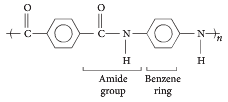 O O
C C N N n
H H
Amide Benzene
group ring